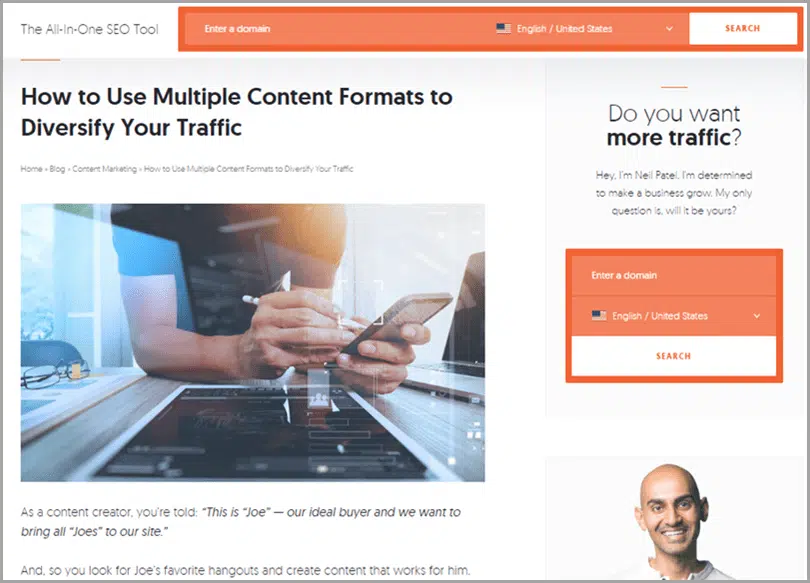 The All-In-One SEO Tool
Enter a domain
English / United States
SEARCH
How to Use Multiple Content Formats to
Diversify Your Traffic
Home » Blog » Content Marketing » How to Use Multiple Content Formats to Diversify Your Traffic
As a content creator, you're told: “This is “Joe” — our ideal buyer and we want to
bring all “Joes” to our site.”
And, so you look for Joe's favorite hangouts and create content that works for him.
Do you want
more traffic?
Hey, I'm Neil Patel. I'm determined
to make a business grow. My only
question is, will it be yours?
Enter a domain
English / United States
SEARCH